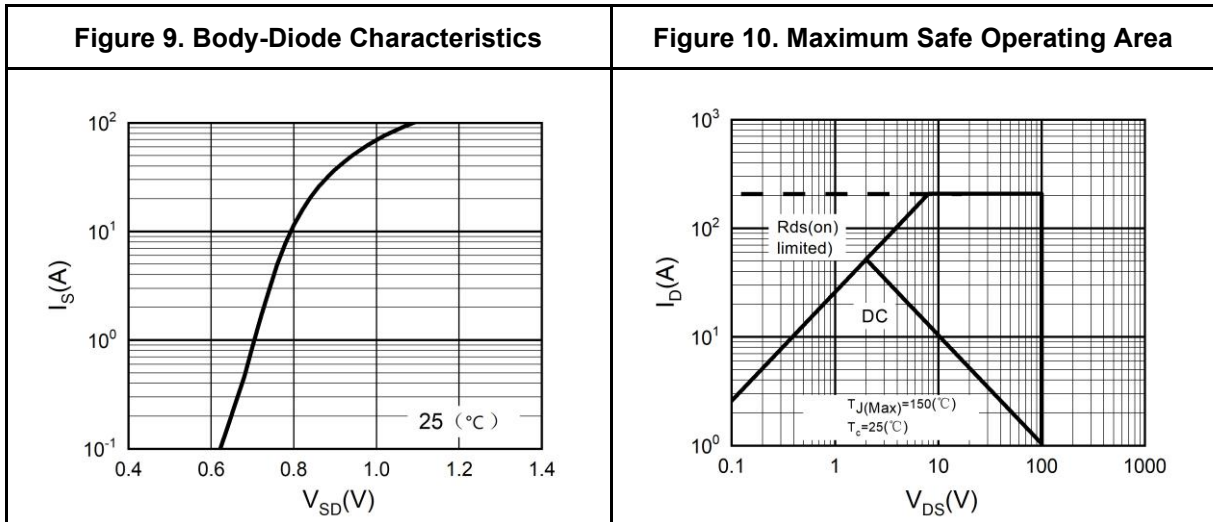 Figure 9. Body-Diode Characteristics
Figure 10. Maximum Safe Operating Area
10²
10¹
10⁰
10⁻¹
I_S(A)
25（°C）
0.4 0.6 0.8 1.0 1.2 1.4
V_SD(V)
10³
10²
10¹
10⁰
I_D(A)
Rds(on)
limited)
DC
T_J(Max)=150(℃)
T_c=25(℃)
0.1 1 10 100 1000
V_DS(V)